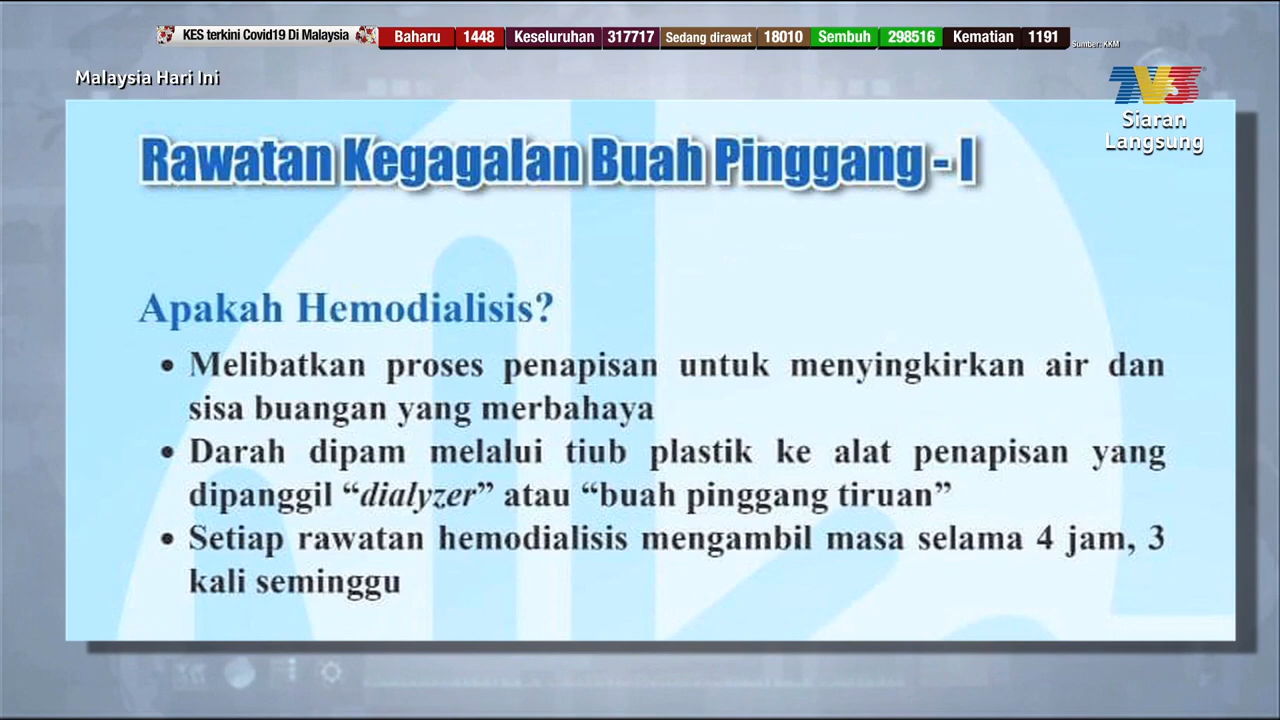 KES terkini Covid19 Di Malaysia Baharu 1448 Keseluruhan 317717 Sedang dirawat 18010 Sembuh 298516 Kematian 1191
Sumber: KKM
Malaysia Hari Ini
TV3
Siaran
Langsung
Rawatan Kegagalan Buah Pinggang - I
Apakah Hemodialisis?
• Melibatkan proses penapisan untuk menyingkirkan air dan
sisa buangan yang merbahaya
• Darah dipam melalui tiub plastik ke alat penapisan yang
dipanggil “dialyzer” atau “buah pinggang tiruan”
• Setiap rawatan hemodialisis mengambil masa selama 4 jam, 3
kali seminggu